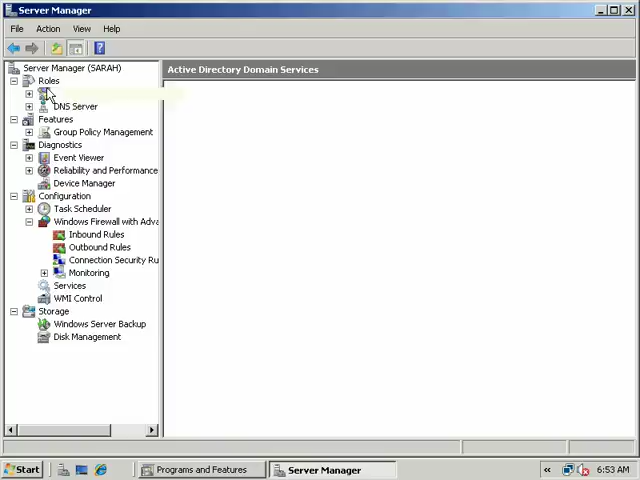 Server Manager
File Action View Help
Server Manager (SARAH)
Active Directory Domain Services
Roles
DNS Server
Features
Group Policy Management
Diagnostics
Event Viewer
Reliability and Performance
Device Manager
Configuration
Task Scheduler
Windows Firewall with Adva
Inbound Rules
Outbound Rules
Connection Security Ru
Monitoring
Services
WMI Control
Storage
Windows Server Backup
Disk Management
Start Programs and Features Server Manager « 6:53 AM